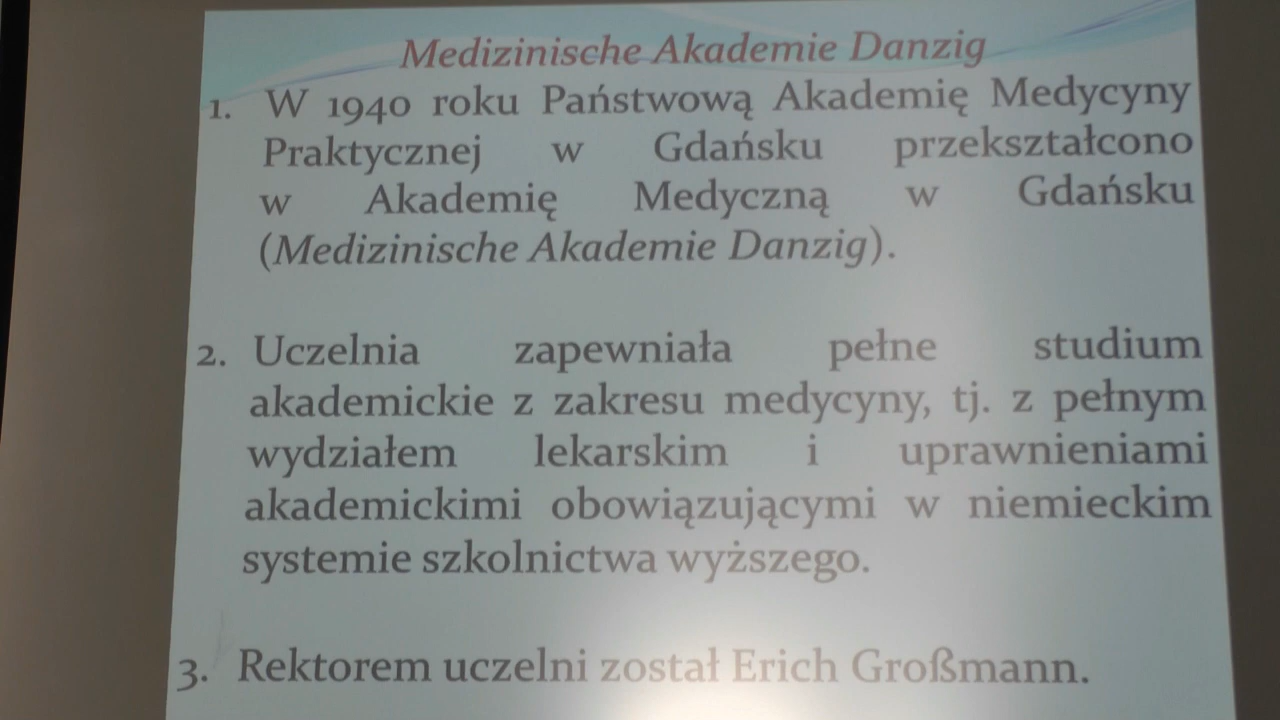 Medizinische Akademie Danzig
1. W 1940 roku Państwową Akademię Medycyny
Praktycznej w Gdańsku przekształcono
w Akademię Medyczną w Gdańsku
(Medizinische Akademie Danzig).
2. Uczelnia zapewniała pełne studium
akademickie z zakresu medycyny, tj. z pełnym
wydziałem lekarskim i uprawnieniami
akademickimi obowiązującymi w niemieckim
systemie szkolnictwa wyższego.
3. Rektorem uczelni został Erich Großmann.